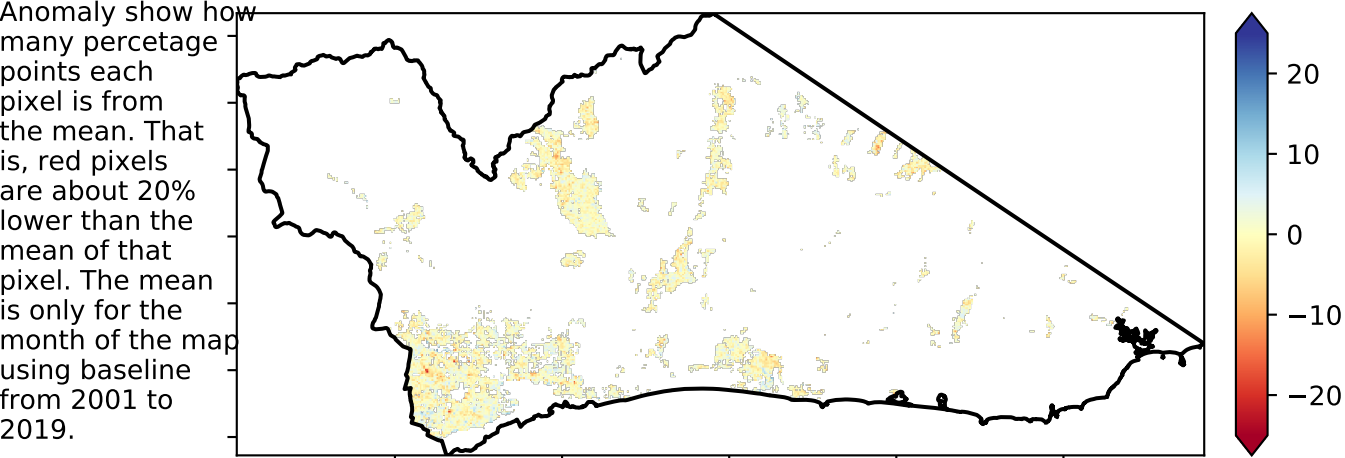 Anomaly show how
many percetage
points each
pixel is from
the mean. That
is, red pixels
are about 20%
lower than the
mean of that
pixel. The mean
is only for the
month of the map
using baseline
from 2001 to
2019.
20
10
0
−10
−20